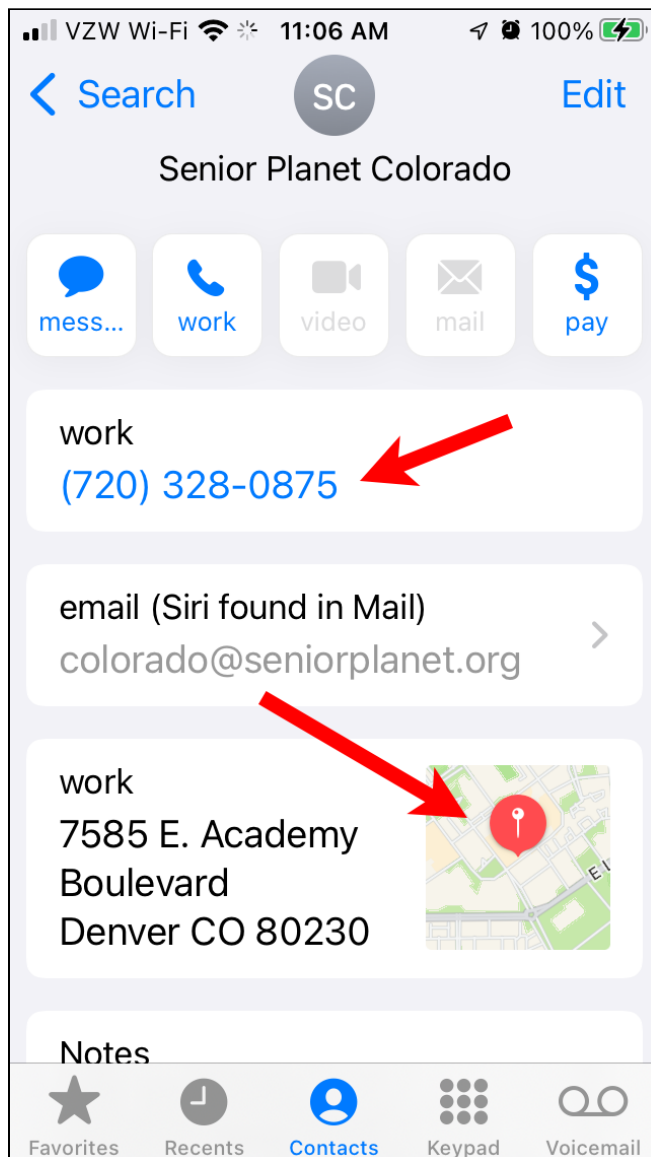 VZW Wi-Fi 11:06 AM 100%
Search SC Edit
Senior Planet Colorado
mess... work video mail $ pay
work
(720) 328-0875
email (Siri found in Mail)
colorado@seniorplanet.org
work
7585 E. Academy
Boulevard
Denver CO 80230
E L
Notes
Favorites Recents Contacts Keypad Voicemail